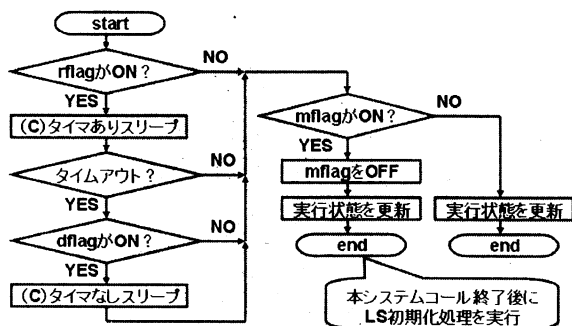 start
rflagがON？
NO
YES
(C)タイマありスリープ
タイムアウト？
NO
YES
dflagがON？
NO
YES
(C)タイマなしスリープ
mflagがON？
NO
YES
mflagをOFF
実行状態を更新
end
実行状態を更新
end
本システムコール終了後に
LS初期化処理を実行